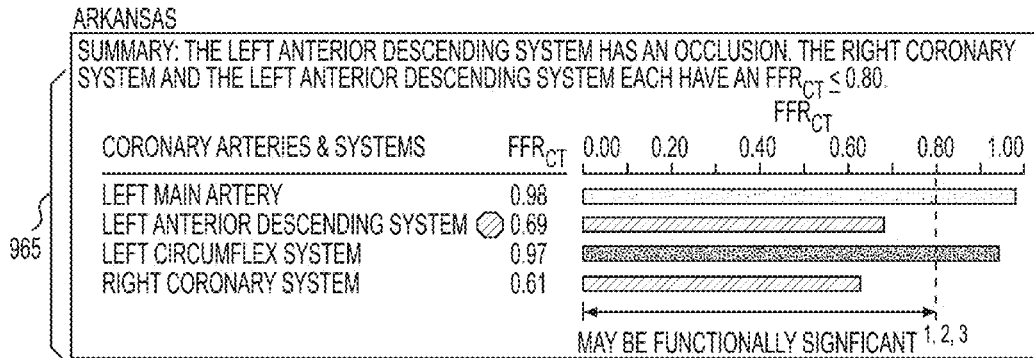 ARKANSAS
SUMMARY: THE LEFT ANTERIOR DESCENDING SYSTEM HAS AN OCCLUSION. THE RIGHT CORONARY
SYSTEM AND THE LEFT ANTERIOR DESCENDING SYSTEM EACH HAVE AN FFRCT ≤ 0.80.
FFRCT
CORONARY ARTERIES & SYSTEMS FFRCT 0.00 0.20 0.40 0.60 0.80 1.00
LEFT MAIN ARTERY 0.98
LEFT ANTERIOR DESCENDING SYSTEM 0.69
LEFT CIRCUMFLEX SYSTEM 0.97
RIGHT CORONARY SYSTEM 0.61
965
MAY BE FUNCTIONALLY SIGNFICANT 1, 2, 3